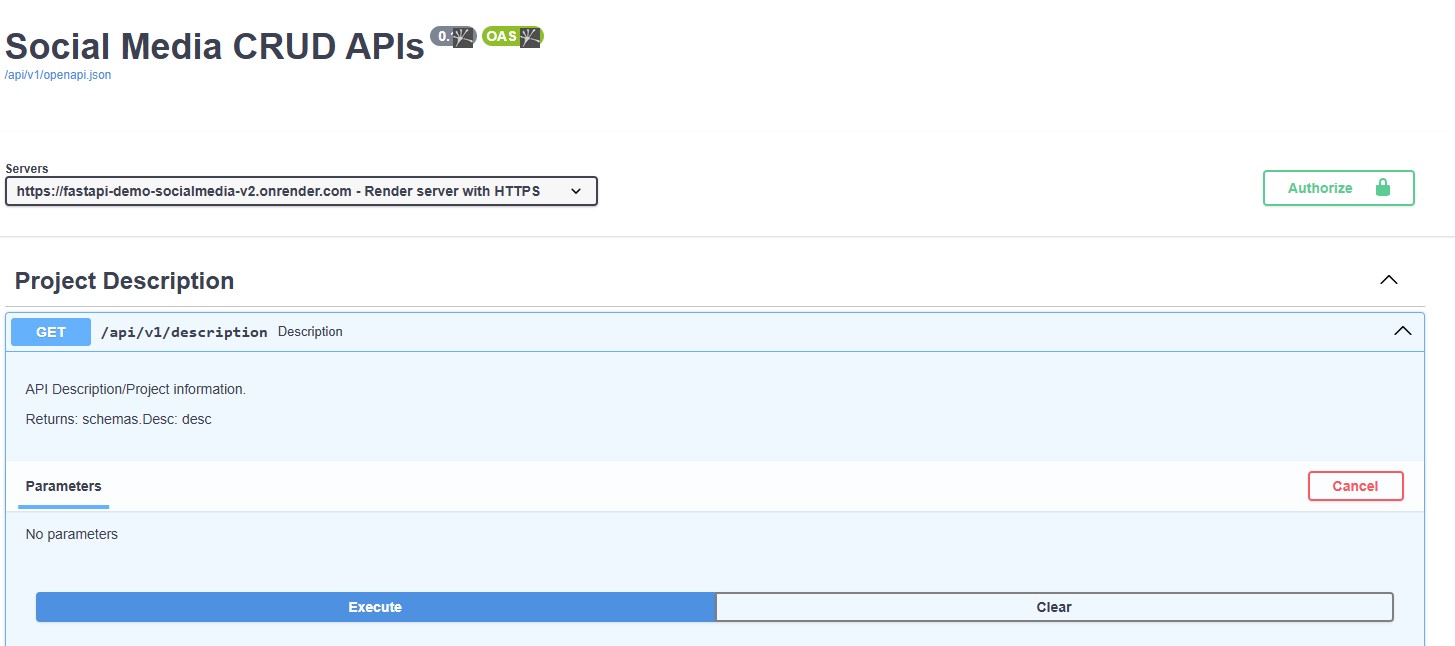 Social Media CRUD APIs 0. OAS
/api/v1/openapi.json
Servers
https://fastapi-demo-socialmedia-v2.onrender.com - Render server with HTTPS
Authorize
Project Description
GET /api/v1/description Description
API Description/Project information.
Returns: schemas.Desc: desc
Parameters
Cancel
No parameters
Execute
Clear